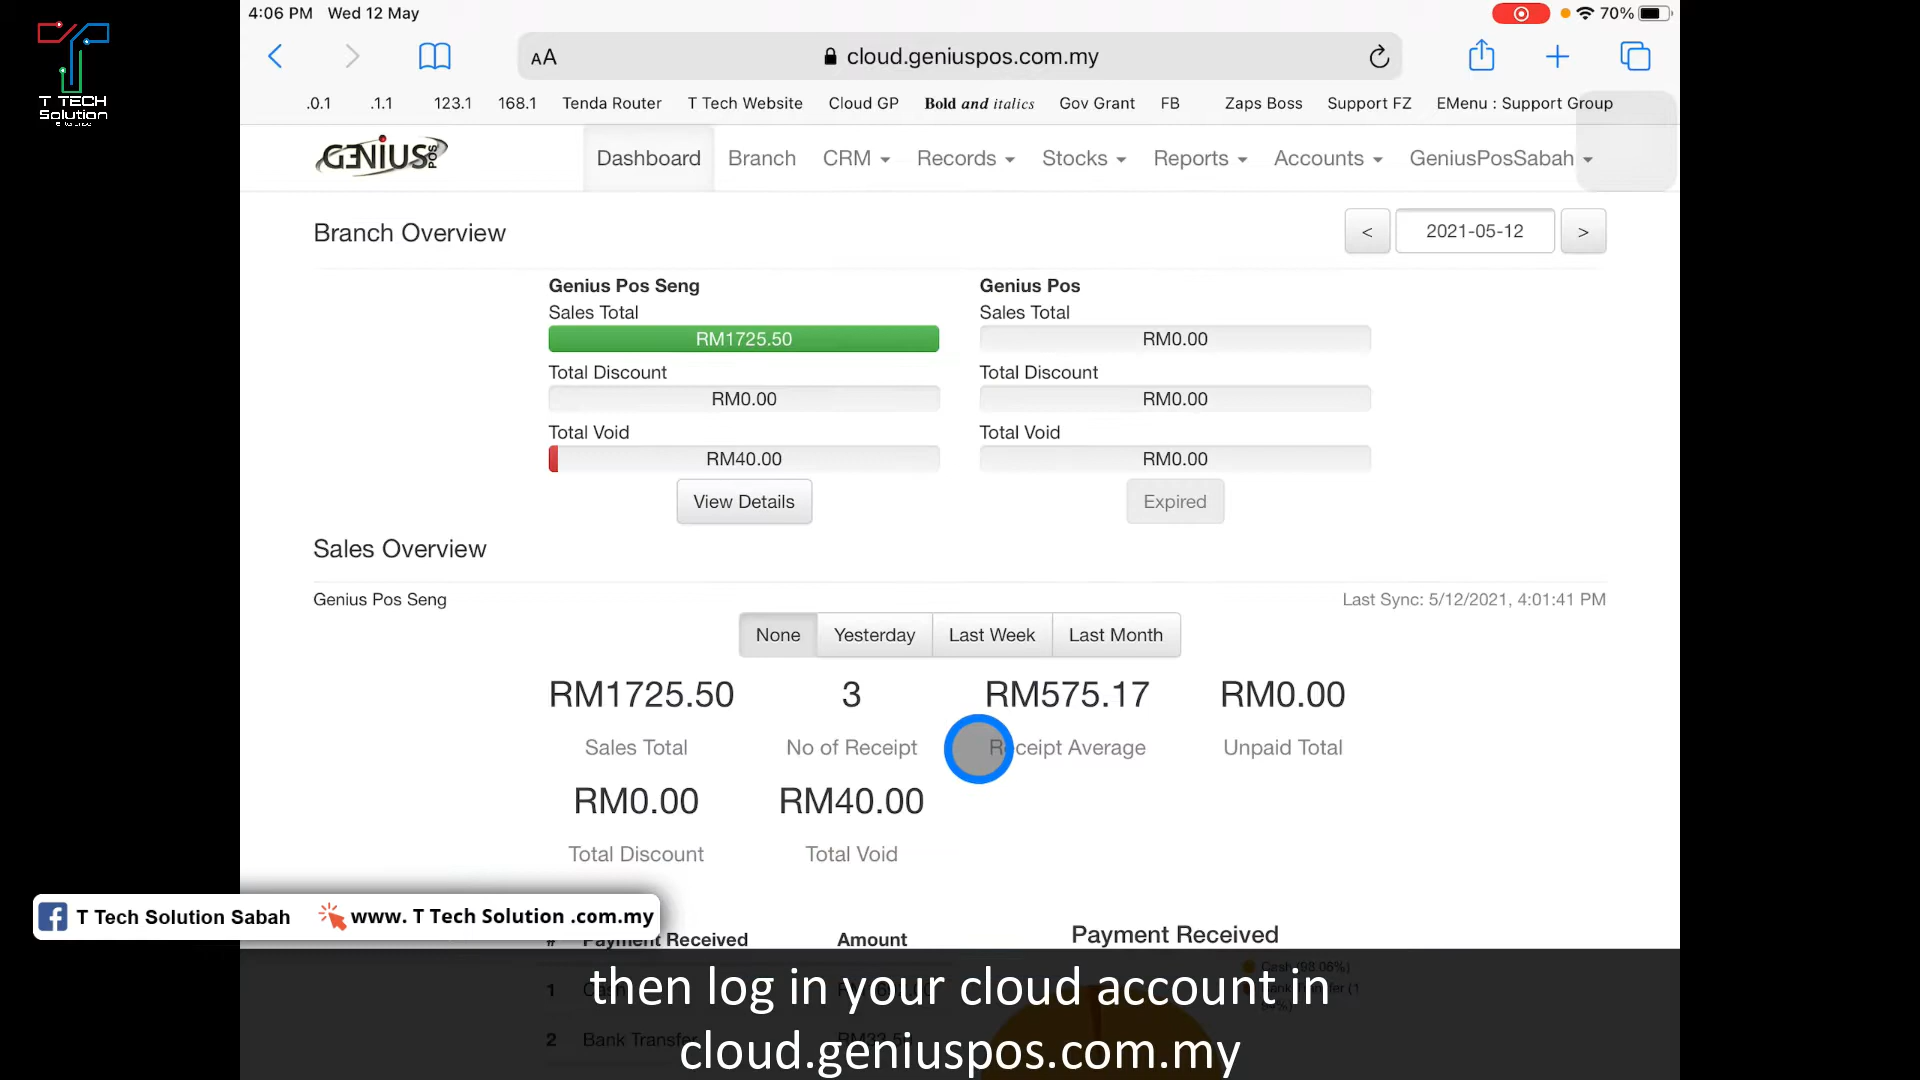 4:06 PM Wed 12 May
70%
T TECH
Solution
AA
cloud.geniuspos.com.my
.0.1 .1.1 123.1 168.1 Tenda Router T Tech Website Cloud GP Bold and italics Gov Grant FB Zaps Boss Support FZ EMenu : Support Group
GENIUS POS
Dashboard Branch CRM Records Stocks Reports Accounts GeniusPosSabah
Branch Overview
< 2021-05-12 >
Genius Pos Seng
Sales Total
RM1725.50
Total Discount
RM0.00
Total Void
RM40.00
View Details
Genius Pos
Sales Total
RM0.00
Total Discount
RM0.00
Total Void
RM0.00
Expired
Sales Overview
Genius Pos Seng
Last Sync: 5/12/2021, 4:01:41 PM
None Yesterday Last Week Last Month
RM1725.50 3 RM575.17 RM0.00
Sales Total No of Receipt Receipt Average Unpaid Total
RM0.00 RM40.00
Total Discount Total Void
T Tech Solution Sabah www. T Tech Solution .com.my
# Payment Received Amount
Payment Received
Cash (98.06%)
1
2 Bank Transfer
then log in your cloud account in
cloud.geniuspos.com.my